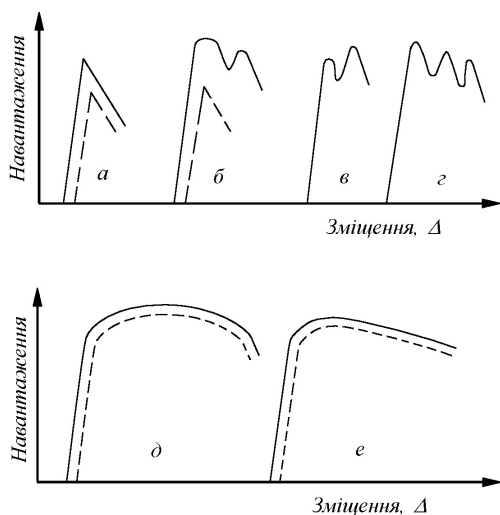 Навантаження
а б в г
Зміщення, Δ
Навантаження
д е
Зміщення, Δ